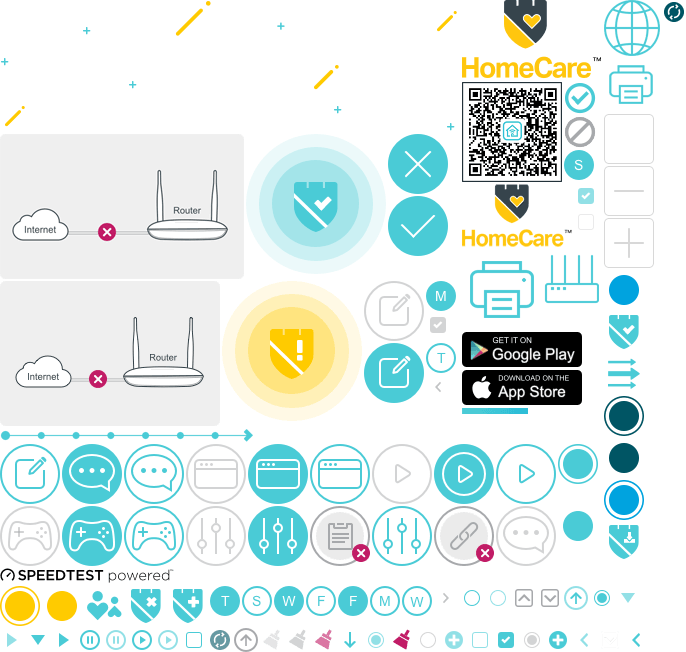 HomeCare™
S
Router
Internet
HomeCare™
M
Router
Internet
GET IT ON
Google Play
T
DOWNLOAD ON THE
App Store
SPEEDTEST powered™
T S W F F M W